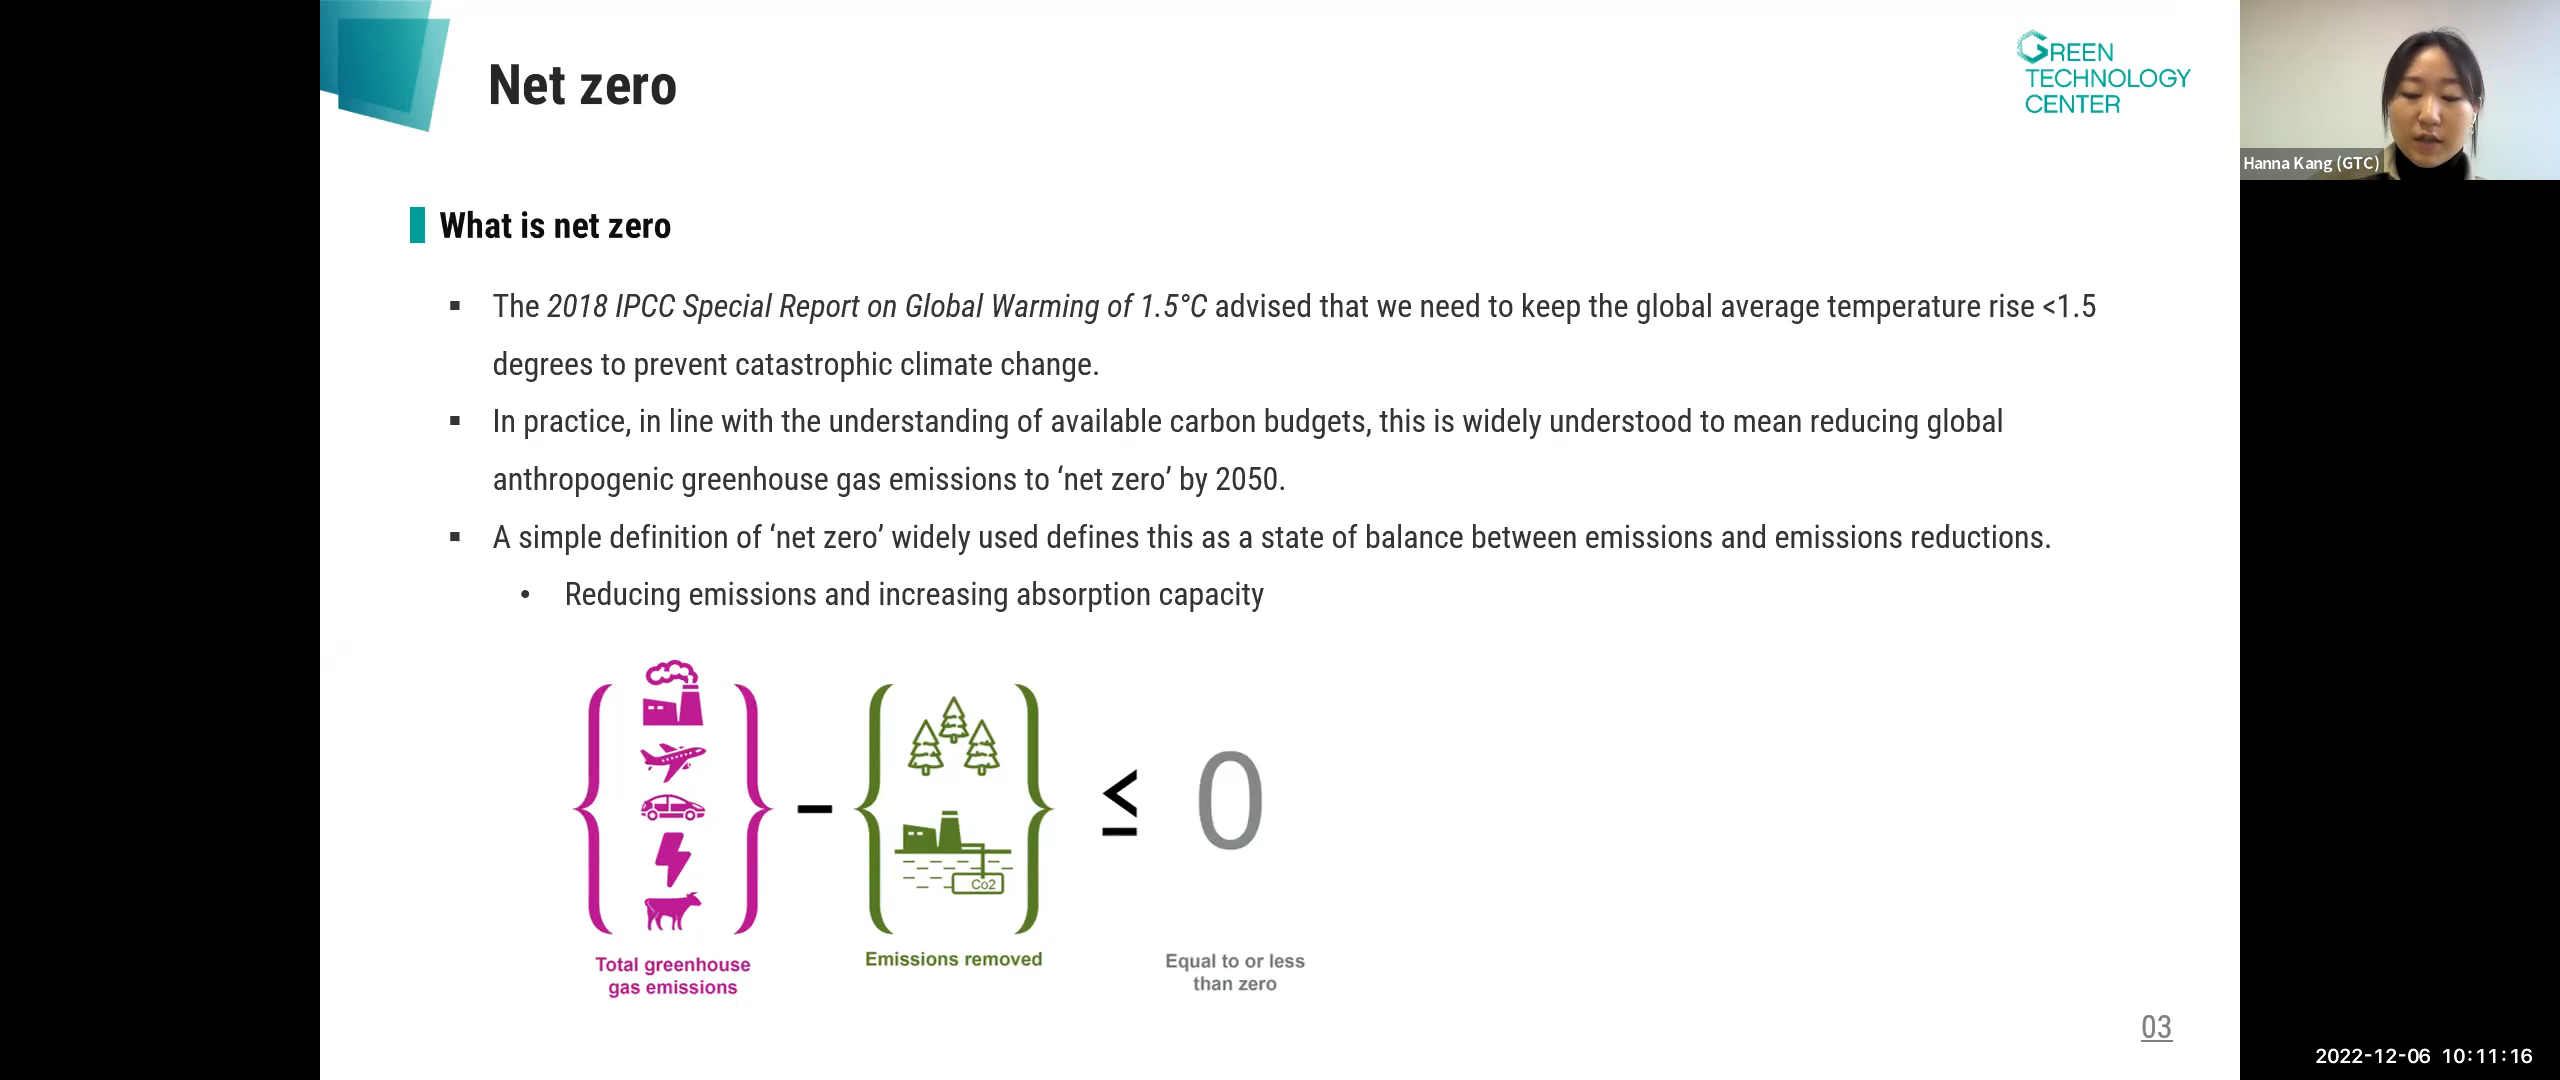 Net zero
GREEN
TECHNOLOGY
CENTER
Hanna Kang (GTC)
What is net zero
▪ The 2018 IPCC Special Report on Global Warming of 1.5°C advised that we need to keep the global average temperature rise <1.5
degrees to prevent catastrophic climate change.
▪ In practice, in line with the understanding of available carbon budgets, this is widely understood to mean reducing global
anthropogenic greenhouse gas emissions to ‘net zero’ by 2050.
▪ A simple definition of ‘net zero’ widely used defines this as a state of balance between emissions and emissions reductions.
• Reducing emissions and increasing absorption capacity
− ≤ 0
Co2
Total greenhouse
gas emissions
Emissions removed
Equal to or less
than zero
03
2022-12-06 10:11:16